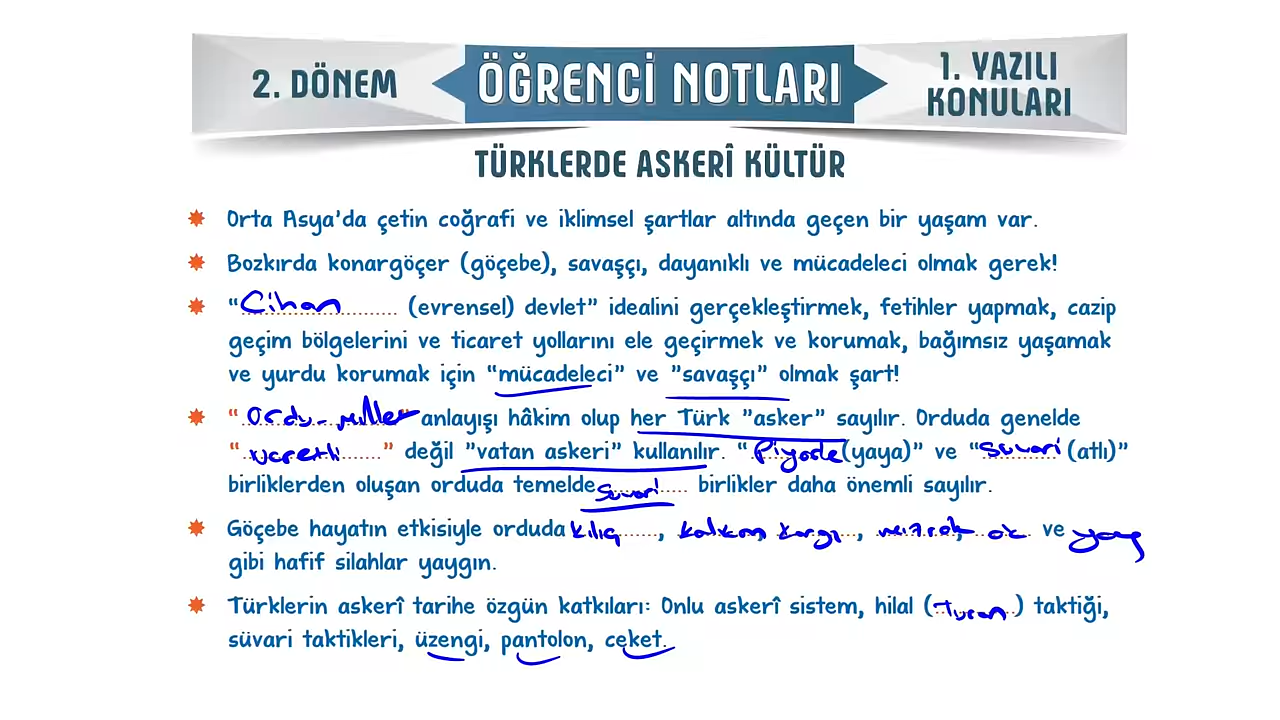 2. DÖNEM
ÖĞRENCİ NOTLARI
1. YAZILI
KONULARI
TÜRKLERDE ASKERÎ KÜLTÜR
Orta Asya'da çetin coğrafi ve iklimsel şartlar altında geçen bir yaşam var.
Bozkırda konargöçer (göçebe), savaşçı, dayanıklı ve mücadeleci olmak gerek!
"Cihan (evrensel) devlet" idealini gerçekleştirmek, fetihler yapmak, cazip
geçim bölgelerini ve ticaret yollarını ele geçirmek ve korumak, bağımsız yaşamak
ve yurdu korumak için "mücadeleci" ve "savaşçı" olmak şart!
"Ordu-millet" anlayışı hâkim olup her Türk "asker" sayılır. Orduda genelde
"ücretli" değil "vatan askeri" kullanılır. "Piyade (yaya)" ve "Süvari (atlı)"
birliklerden oluşan orduda temelde Süvari birlikler daha önemli sayılır.
Göçebe hayatın etkisiyle orduda kılıç, kalkan, kargı, mızrak, ok ve yay
gibi hafif silahlar yaygın.
Türklerin askerî tarihe özgün katkıları: Onlu askerî sistem, hilal (Turan) taktiği,
süvari taktikleri, üzengi, pantolon, ceket.